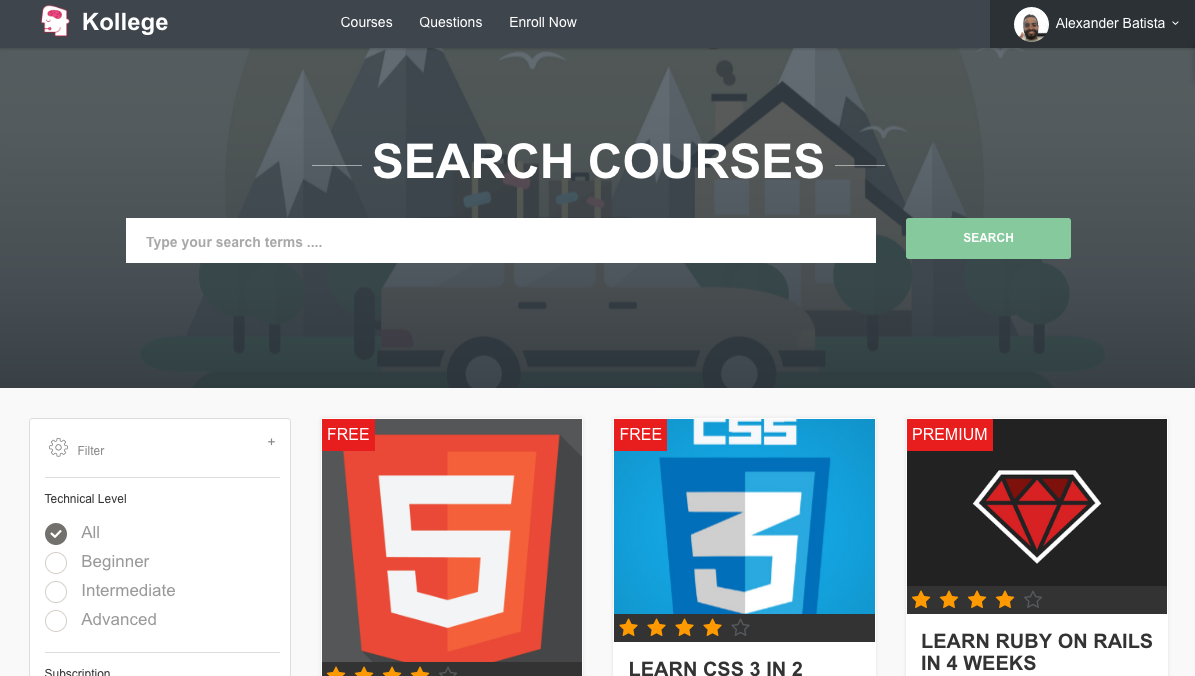 Kollege
Courses
Questions
Enroll Now
Alexander Batista
SEARCH COURSES
Type your search terms ....
SEARCH
Filter
+
Technical Level
All
Beginner
Intermediate
Advanced
Subscription
FREE
5
FREE
CSS
3
LEARN CSS 3 IN 2
PREMIUM
LEARN RUBY ON RAILS
IN 4 WEEKS